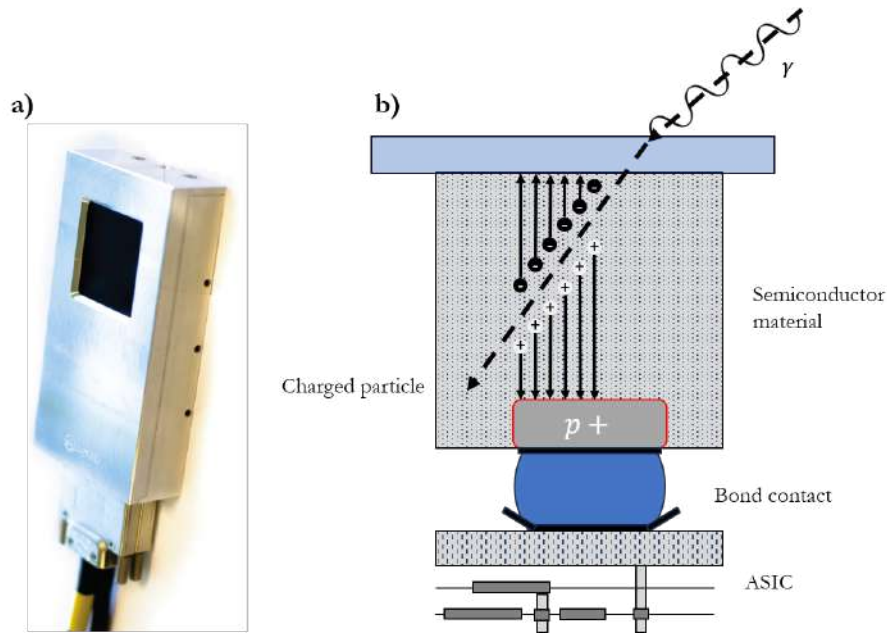 γ
a)
b)
-
-
-
-
-
-
+
+
+
+
+
+
Semiconductor
material
Charged particle
p +
Bond contact
ASIC